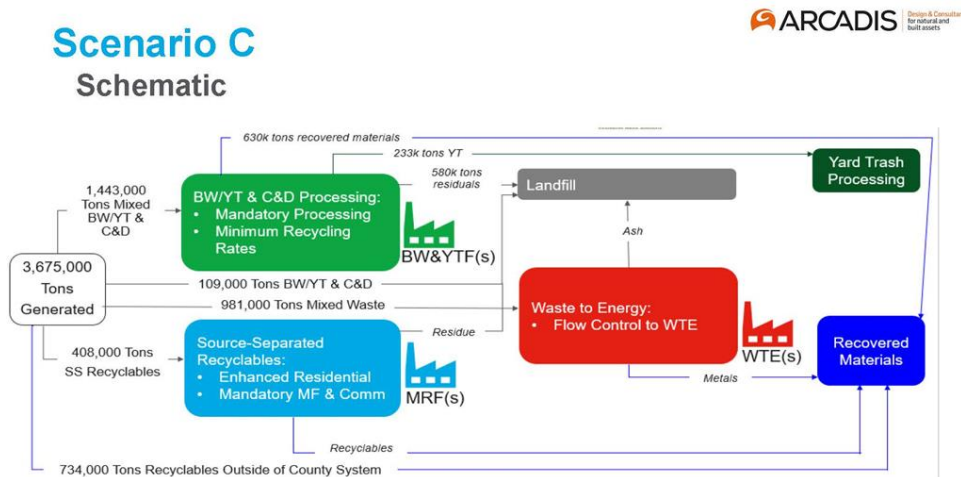 ARCADIS
Design & Consultancy
for natural and
built assets
Scenario C
Schematic
630k tons recovered materials
233k tons YT
580k tons
residuals
1,443,000
Tons Mixed
BW/YT &
C&D
BW/YT & C&D Processing:
• Mandatory Processing
• Minimum Recycling
Rates
BW&YTF(s)
Landfill
Yard Trash
Processing
Ash
3,675,000
Tons
Generated
109,000 Tons BW/YT & C&D
981,000 Tons Mixed Waste
Waste to Energy:
• Flow Control to WTE
WTE(s)
408,000 Tons
SS Recyclables
Source-Separated
Recyclables:
• Enhanced Residential
• Mandatory MF & Comm
MRF(s)
Residue
Metals
Recovered
Materials
Recyclables
734,000 Tons Recyclables Outside of County System